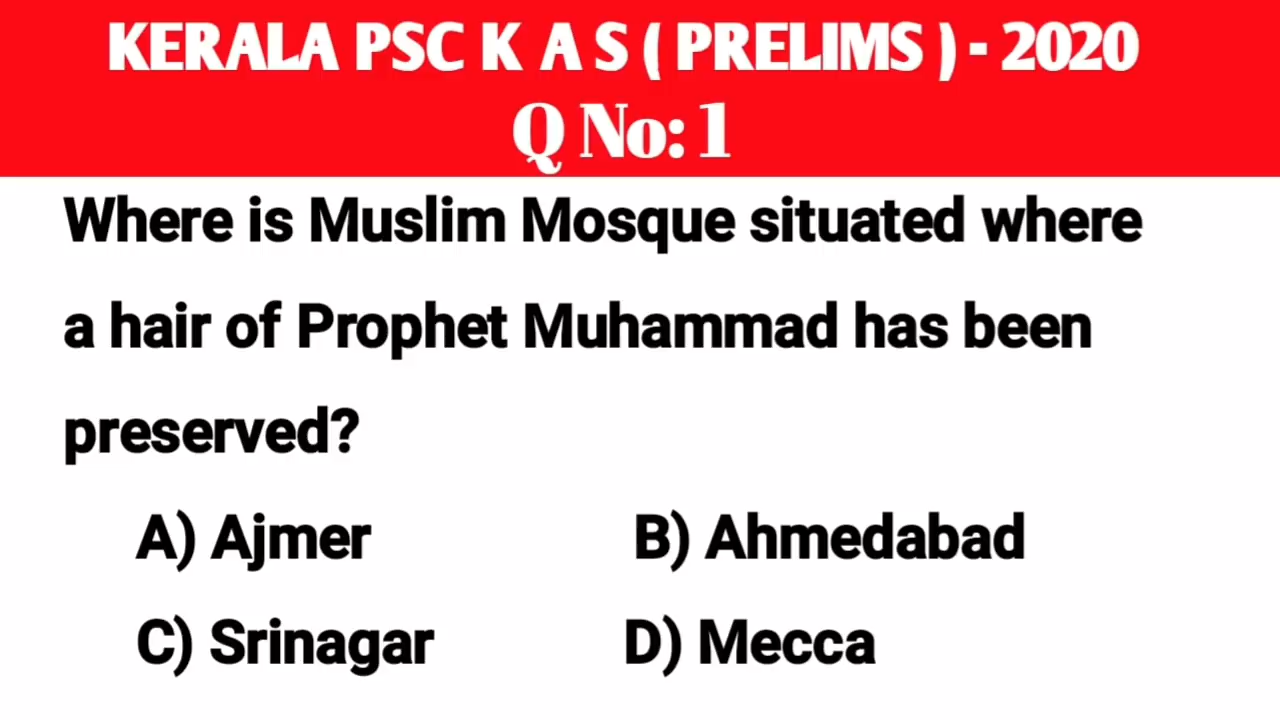 KERALA PSC K A S ( PRELIMS ) - 2020
Q No: 1
Where is Muslim Mosque situated where
a hair of Prophet Muhammad has been
preserved?
A) Ajmer B) Ahmedabad
C) Srinagar D) Mecca